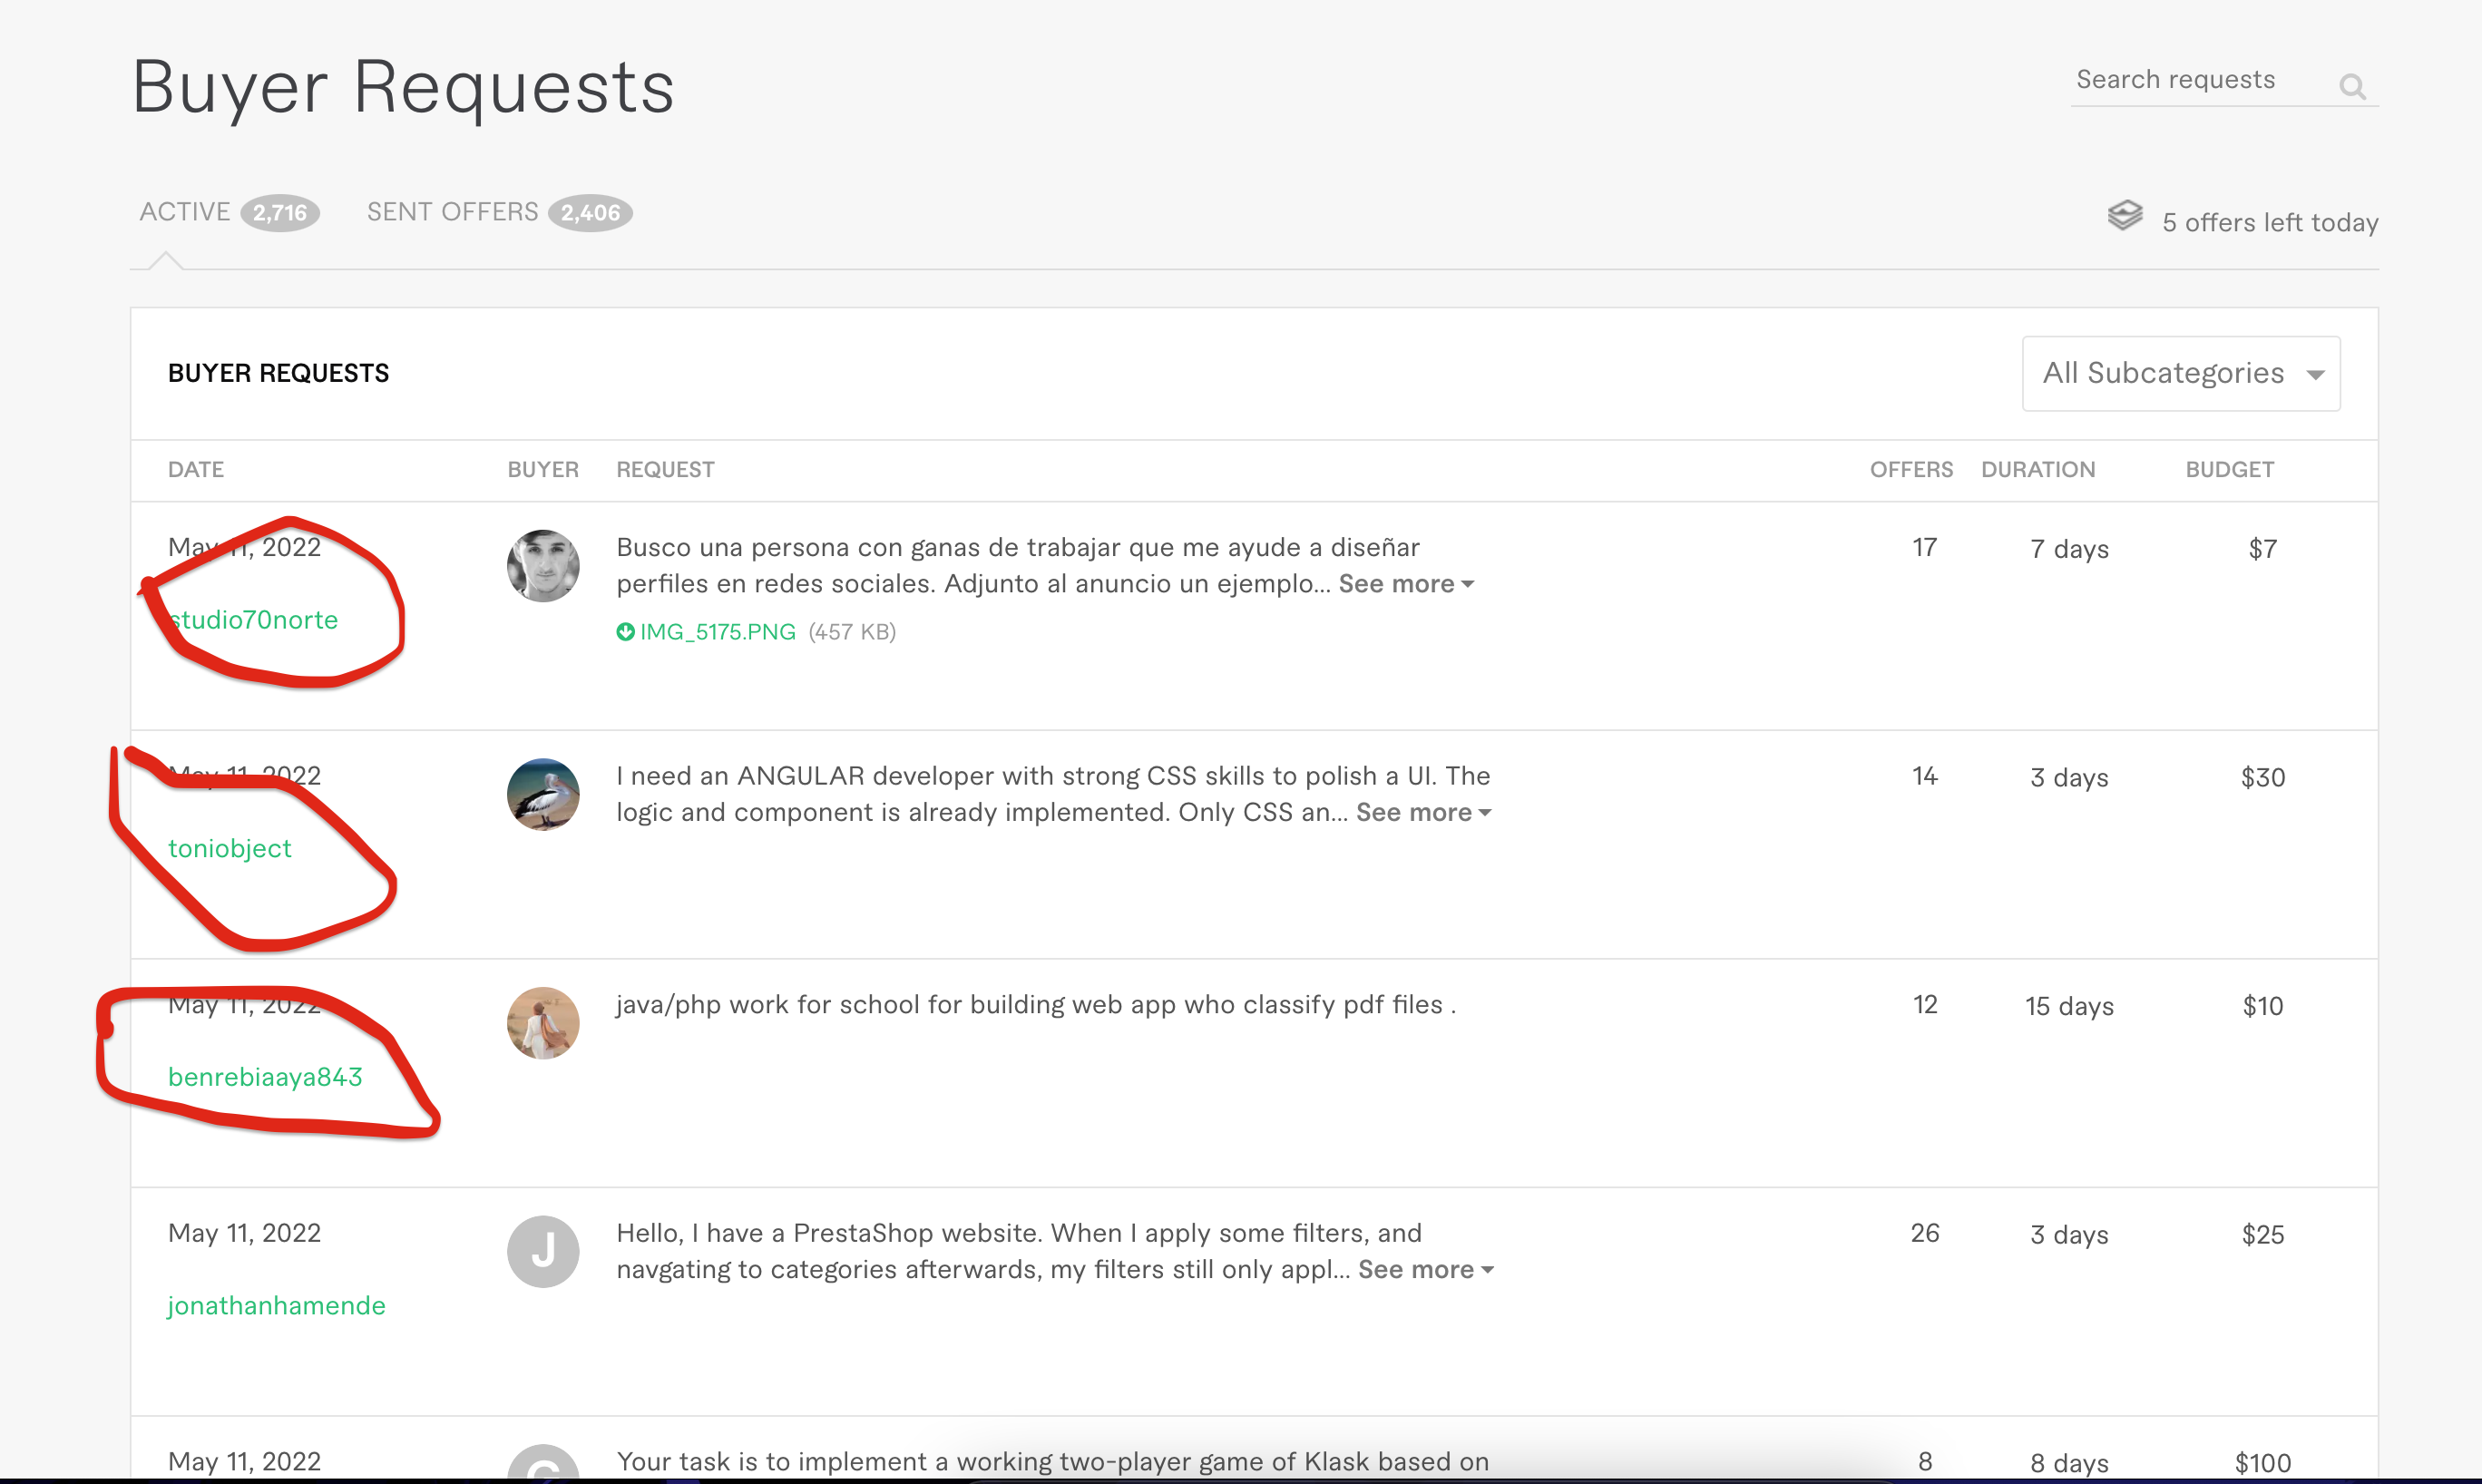 Buyer Requests
Search requests
ACTIVE 2,716 SENT OFFERS 2,406
5 offers left today
BUYER REQUESTS
All Subcategories
DATE BUYER REQUEST OFFERS DURATION BUDGET
May 11, 2022
studio70norte
Busco una persona con ganas de trabajar que me ayude a diseñar
perfiles en redes sociales. Adjunto al anuncio un ejemplo... See more
IMG_5175.PNG (457 KB)
17 7 days $7
May 11, 2022
toniobject
I need an ANGULAR developer with strong CSS skills to polish a UI. The
logic and component is already implemented. Only CSS an... See more
14 3 days $30
May 11, 2022
benrebiaaya843
java/php work for school for building web app who classify pdf files .
12 15 days $10
May 11, 2022
jonathanhamende
J
Hello, I have a PrestaShop website. When I apply some filters, and
navgating to categories afterwards, my filters still only appl... See more
26 3 days $25
May 11, 2022
Your task is to implement a working two-player game of Klask based on
8 8 days $100